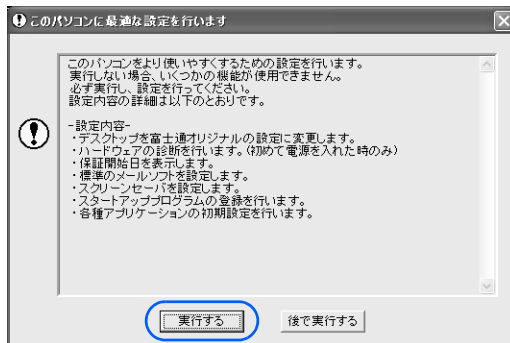 このパソコンに最適な設定を行います
このパソコンをより使いやすくするための設定を行います。
実行しない場合、いくつかの機能が使用できません。
必ず実行し、設定を行ってください。
設定内容の詳細は以下のとおりです。
-設定内容-
・デスクトップを富士通オリジナルの設定に変更します。
・ハードウェアの診断を行います。（初めて電源を入れた時のみ）
・保証開始日を表示します。
・標準のメールソフトを設定します。
・スクリーンセーバを設定します。
・スタートアッププログラムの登録を行います。
・各種アプリケーションの初期設定を行います。
実行する
後で実行する